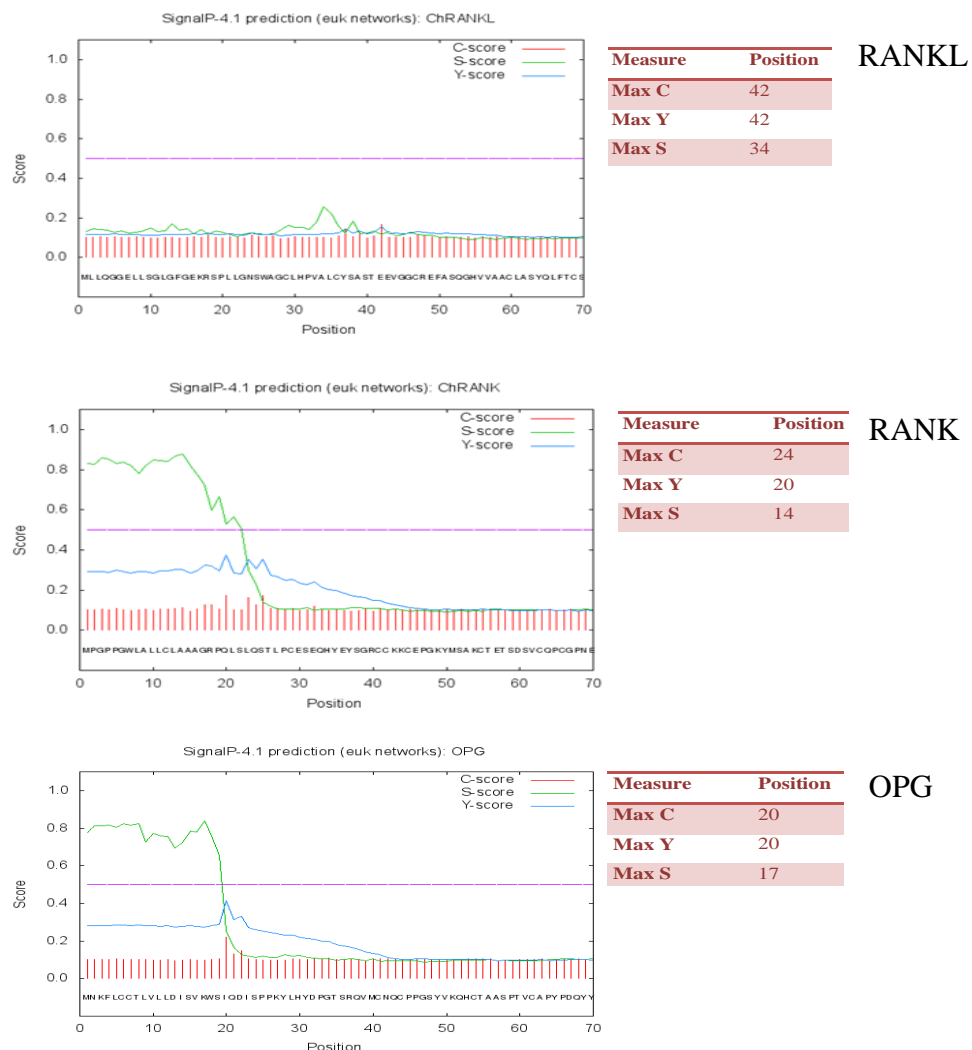 SignalP-4.1 prediction (euk networks): ChRANKL
RANKL
C-score
S-score
Y-score
Score
1.0
0.8
0.6
0.4
0.2
0.0
MLLQGGELLSGLGFGEKRSPLLGNSWAGCLHPVALCYSASTEEVGGCREFASQGHVVAACLASYQLFTCS
0 10 20 30 40 50 60 70
Position
Measure Position
Max C 42
Max Y 42
Max S 34
SignalP-4.1 prediction (euk networks): ChRANK
RANK
C-score
S-score
Y-score
Score
1.0
0.8
0.6
0.4
0.2
0.0
MPGPPGWLALLCLAAAGRPQLSLQSTLPCESEQHYEYSGRCCKKCEPGKYMSAKCTETSDSVCQPCGPNE
0 10 20 30 40 50 60 70
Position
Measure Position
Max C 24
Max Y 20
Max S 14
SignalP-4.1 prediction (euk networks): OPG
OPG
C-score
S-score
Y-score
Score
1.0
0.8
0.6
0.4
0.2
0.0
MNKFLCCTLVLLDISVKWSIQDISPPKYLHYDPGTSRQVMCNQCPPGSYVKQHCTAASPTVCAPYPDQYY
0 10 20 30 40 50 60 70
Position
Measure Position
Max C 20
Max Y 20
Max S 17